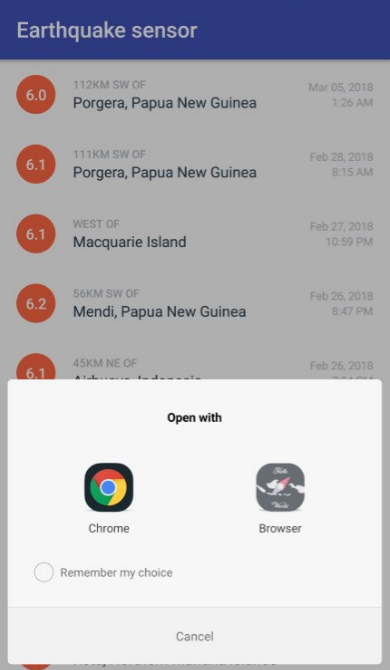 Earthquake sensor
6.0
112KM SW OF
Porgera, Papua New Guinea
Mar 05, 2018
1:26 AM
6.1
111KM SW OF
Porgera, Papua New Guinea
Feb 28, 2018
8:15 AM
6.1
WEST OF
Macquarie Island
Feb 27, 2018
10:59 PM
6.2
56KM SW OF
Mendi, Papua New Guinea
Feb 26, 2018
8:47 PM
6.1
45KM NE OF
Feb 26, 2018
Open with
Chrome
Browser
Remember my choice
Cancel